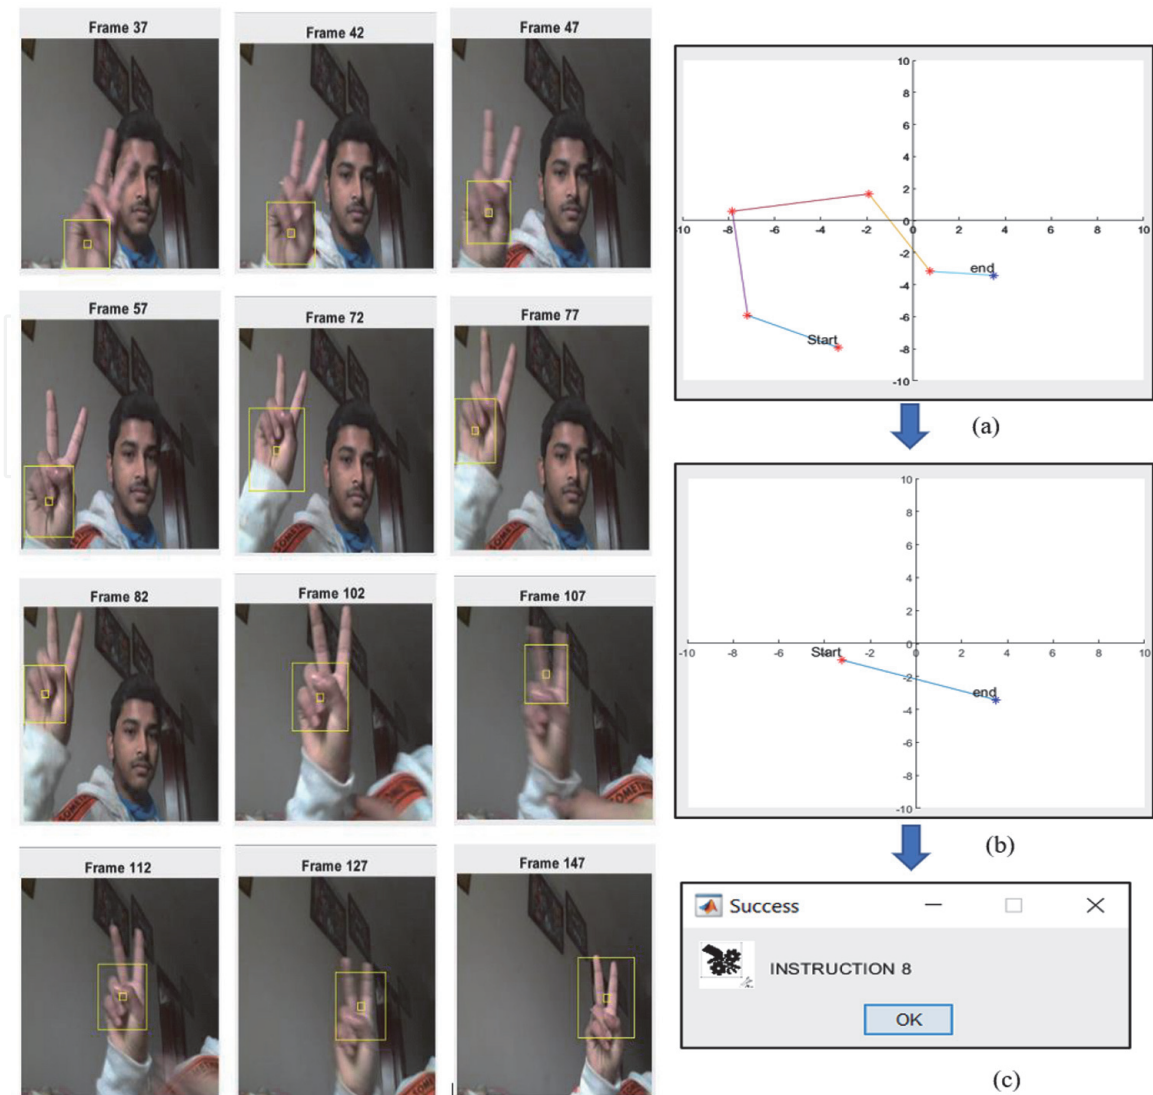 Frame 37
Frame 42
Frame 47
Frame 57
Frame 72
Frame 77
Frame 82
Frame 102
Frame 107
Frame 112
Frame 127
Frame 147
10
8
6
4
2
0
-2
-4
-6
-8
-10
10 -8 -6 -4 -2 0 2 4 6 8 10
Start
end
(a)
10
8
6
4
2
0
-2
-4
-6
-8
-10
-10 -8 -6 -4 -2 0 2 4 6 8 10
Start
end
(b)
Success
INSTRUCTION 8
OK
(c)